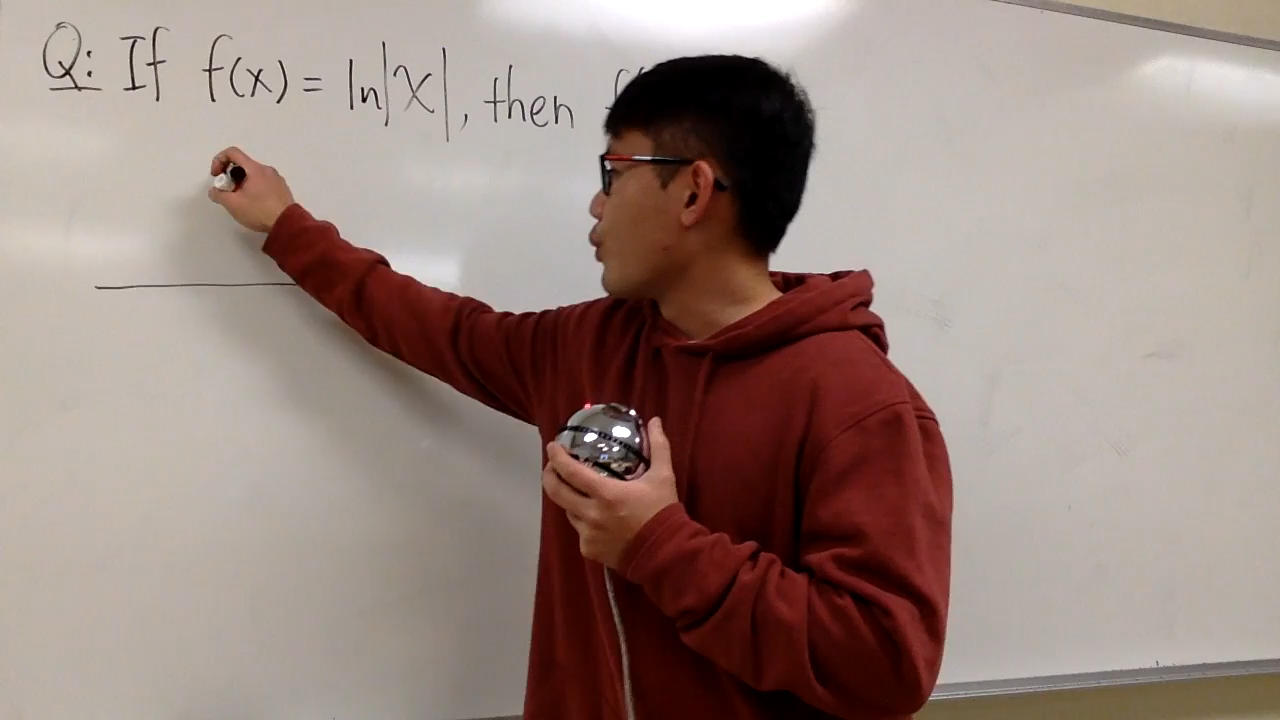 Q: If f(x) = ln|x|, then f